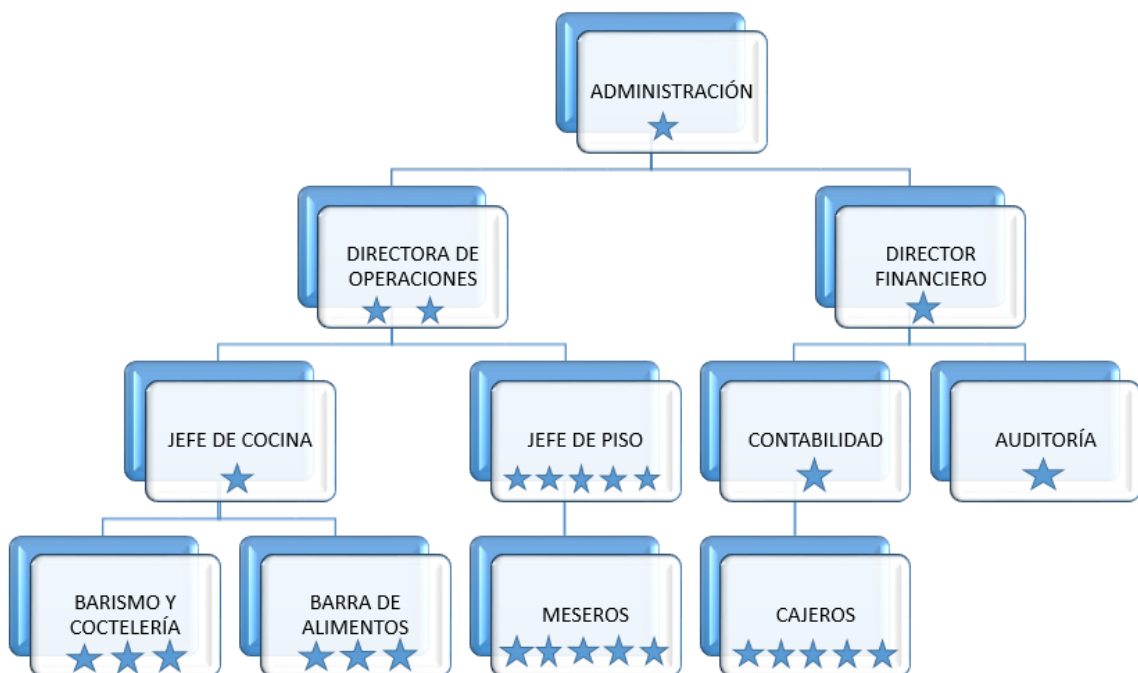 ADMINISTRACIÓN
DIRECTORA DE
OPERACIONES
DIRECTOR
FINANCIERO
JEFE DE COCINA
JEFE DE PISO
CONTABILIDAD
AUDITORÍA
BARISMO Y
COCTELERÍA
BARRA DE
ALIMENTOS
MESEROS
CAJEROS